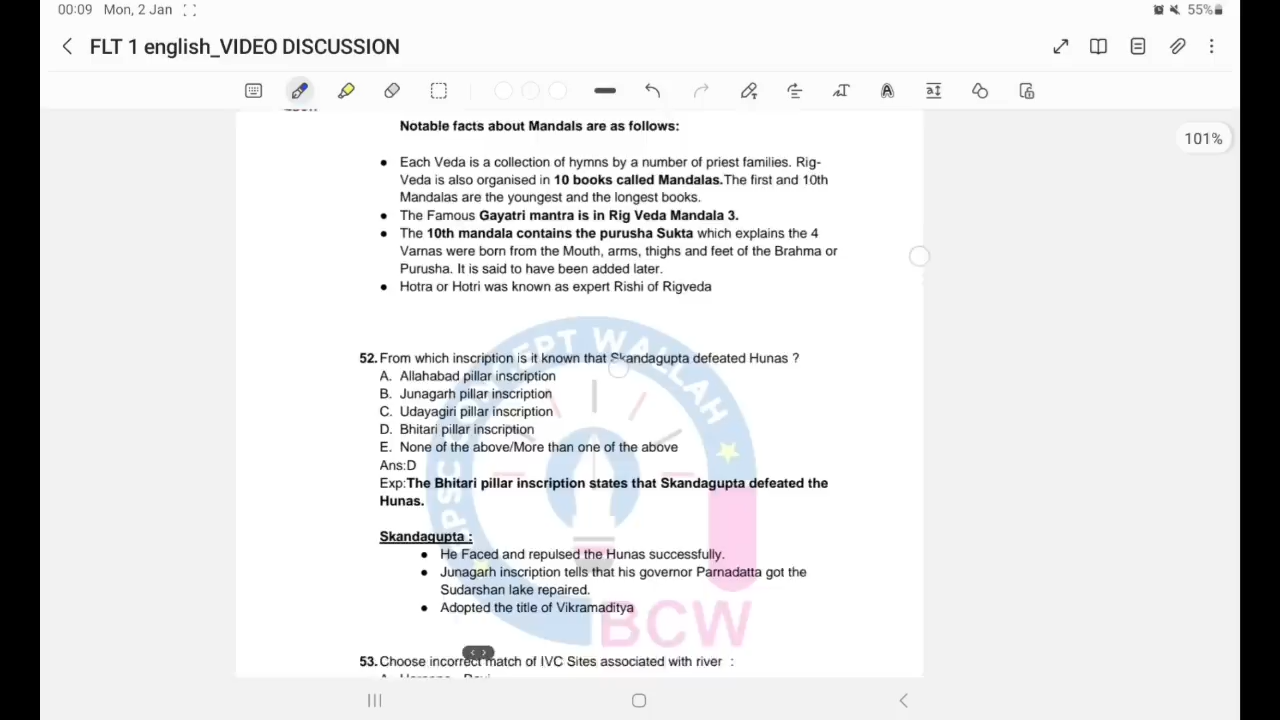 00:09 Mon, 2 Jan
55%
FLT 1 english_VIDEO DISCUSSION
101%
Notable facts about Mandals are as follows:
● Each Veda is a collection of hymns by a number of priest families. Rig-
Veda is also organised in 10 books called Mandalas.The first and 10th
Mandalas are the youngest and the longest books.
● The Famous Gayatri mantra is in Rig Veda Mandala 3.
● The 10th mandala contains the purusha Sukta which explains the 4
Varnas were born from the Mouth, arms, thighs and feet of the Brahma or
Purusha. It is said to have been added later.
● Hotra or Hotri was known as expert Rishi of Rigveda
52. From which inscription is it known that Skandagupta defeated Hunas ?
A. Allahabad pillar inscription
B. Junagarh pillar inscription
C. Udayagiri pillar inscription
D. Bhitari pillar inscription
E. None of the above/More than one of the above
Ans:D
Exp:The Bhitari pillar inscription states that Skandagupta defeated the
Hunas.
Skandagupta :
● He Faced and repulsed the Hunas successfully.
● Junagarh inscription tells that his governor Parnadatta got the
Sudarshan lake repaired.
● Adopted the title of Vikramaditya
BCW
53. Choose incorrect match of IVC Sites associated with river :